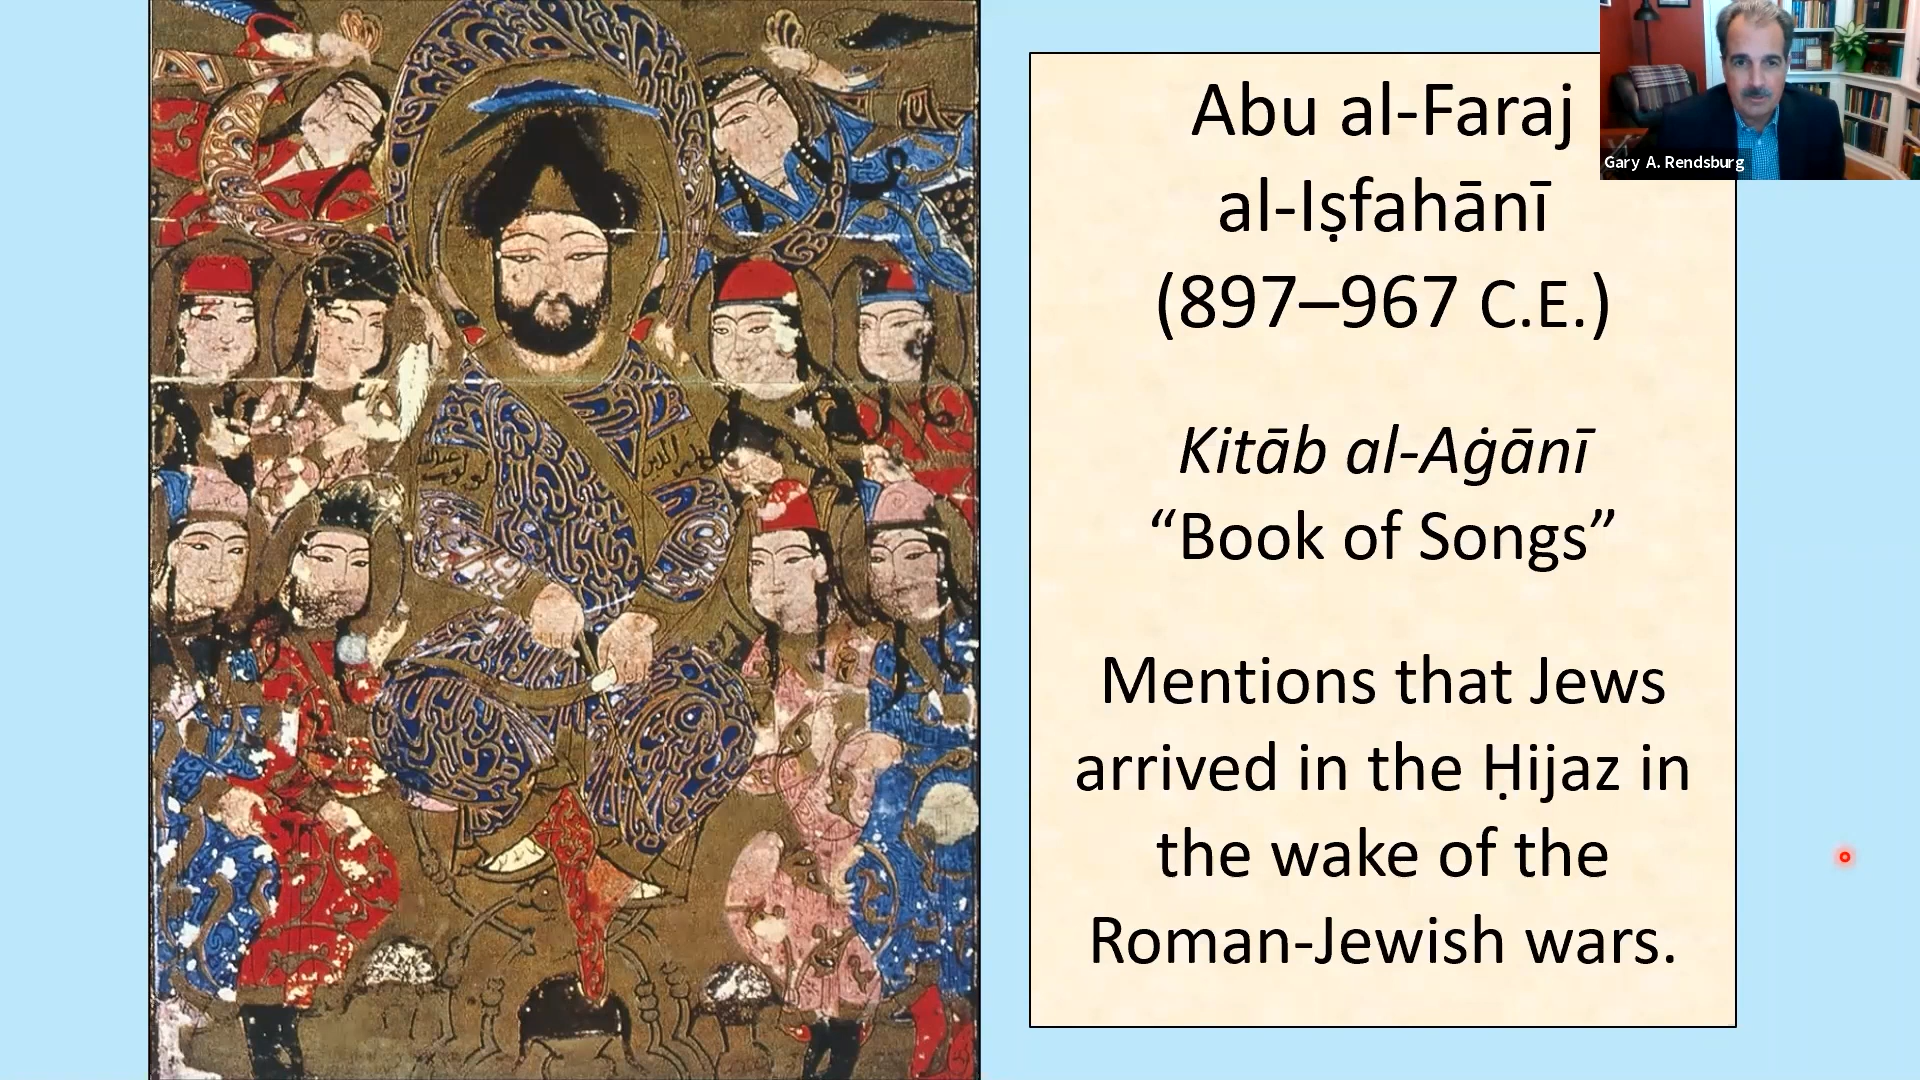 Abu al-Faraj
al-Iṣfahānī
(897–967 C.E.)
Kitāb al-Aġānī
“Book of Songs”
Mentions that Jews
arrived in the Ḥijaz in
the wake of the
Roman-Jewish wars.
Gary A. Rendsburg